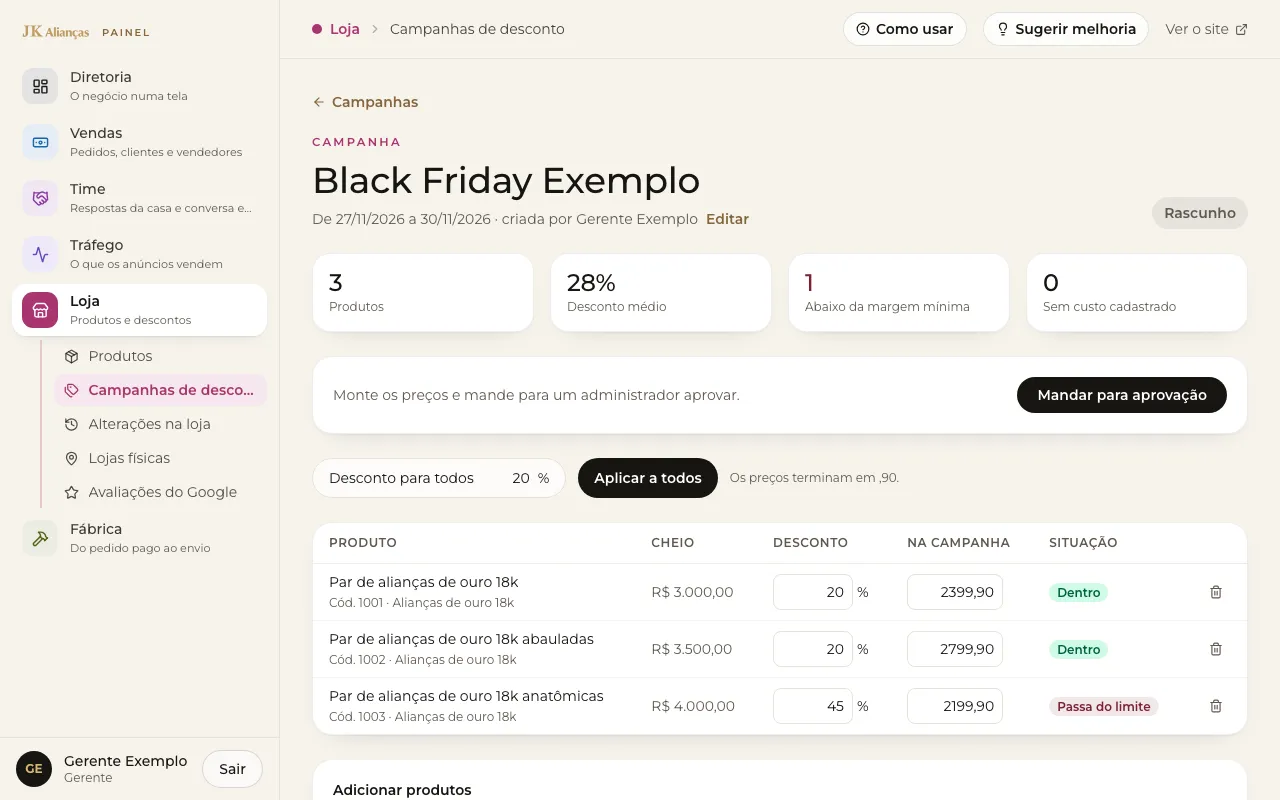 JK Alianças PAINEL
Diretoria
O negócio numa tela
Vendas
Pedidos, clientes e vendedores
Time
Respostas da casa e conversa e...
Tráfego
O que os anúncios vendem
Loja
Produtos e descontos
Produtos
Campanhas de desco...
Alterações na loja
Lojas físicas
Avaliações do Google
Fábrica
Do pedido pago ao envio
GE
Gerente Exemplo
Gerente
Sair
Loja
Campanhas de desconto
Como usar
Sugerir melhoria
Ver o site
Campanhas
CAMPANHA
Black Friday Exemplo
De 27/11/2026 a 30/11/2026 · criada por Gerente Exemplo Editar
Rascunho
3
Produtos
28%
Desconto médio
1
Abaixo da margem mínima
0
Sem custo cadastrado
Monte os preços e mande para um administrador aprovar.
Mandar para aprovação
Desconto para todos 20 %
Aplicar a todos
Os preços terminam em ,90.
PRODUTO CHEIO DESCONTO NA CAMPANHA SITUAÇÃO
Par de alianças de ouro 18k
Cód. 1001 · Alianças de ouro 18k
R$ 3.000,00 20 % 2399,90 Dentro
Par de alianças de ouro 18k abauladas
Cód. 1002 · Alianças de ouro 18k
R$ 3.500,00 20 % 2799,90 Dentro
Par de alianças de ouro 18k anatômicas
Cód. 1003 · Alianças de ouro 18k
R$ 4.000,00 45 % 2199,90 Passa do limite
Adicionar produtos